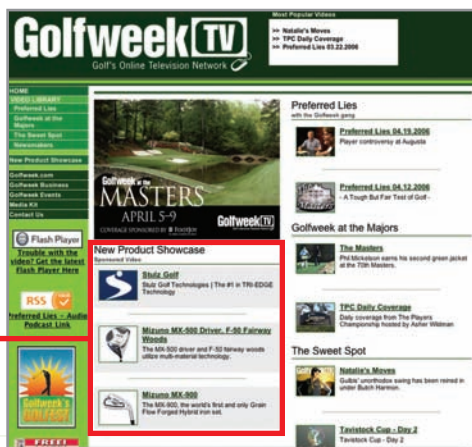 Golfweek TV
Golf's Online Television Network
Most Popular Videos
>> Natalie's Moves
>> TPC Daily Coverage
>> Preferred Lies 03.22.2006
HOME
VIDEO LIBRARY
Preferred Lies
Golfweek at the
Majors
The Sweet Spot
Newsmakers
New Product Showcase
Golfweek.com
Golfweek Business
Golfweek Events
Media Kit
Contact Us
Flash Player
Trouble with the
video? Get the latest
Flash Player Here
RSS
Preferred Lies - Audio
Podcast Link
Golfweek's
GOLFEST
FREE!
Golfweek at the
MASTERS
APRIL 5-9
COVERAGE SPONSORED BY FootJoy
Golfweek TV
New Product Showcase
Sponsored Video
Stulz Golf
Stulz Golf Technologies | The #1 in TRI-EDGE
Technology
Mizuno MX-500 Driver, F-50 Fairway
Woods
The MX-500 driver and F-50 fairway woods
utilize multi-material technology.
Mizuno MX-900
The MX-900, the world's first and only Grain
Flow Forged Hybrid iron set.
Preferred Lies
with the Golfweek gang
Preferred Lies 04.19.2006
Player controversy at Augusta
Preferred Lies 04.12.2006
- A Tough But Fair Test of Golf -
Golfweek at the Majors
The Masters
Phil Mickelson earns his second green jacket
at the 70th Masters.
TPC Daily Coverage
Daily coverage from The Players
Championship hosted by Asher Wildman
The Sweet Spot
Natalie's Moves
Gulbis' unorthodox swing has been reined in
under Butch Harmon.
Tavistock Cup - Day 2
Tavistock Cup - Day 2